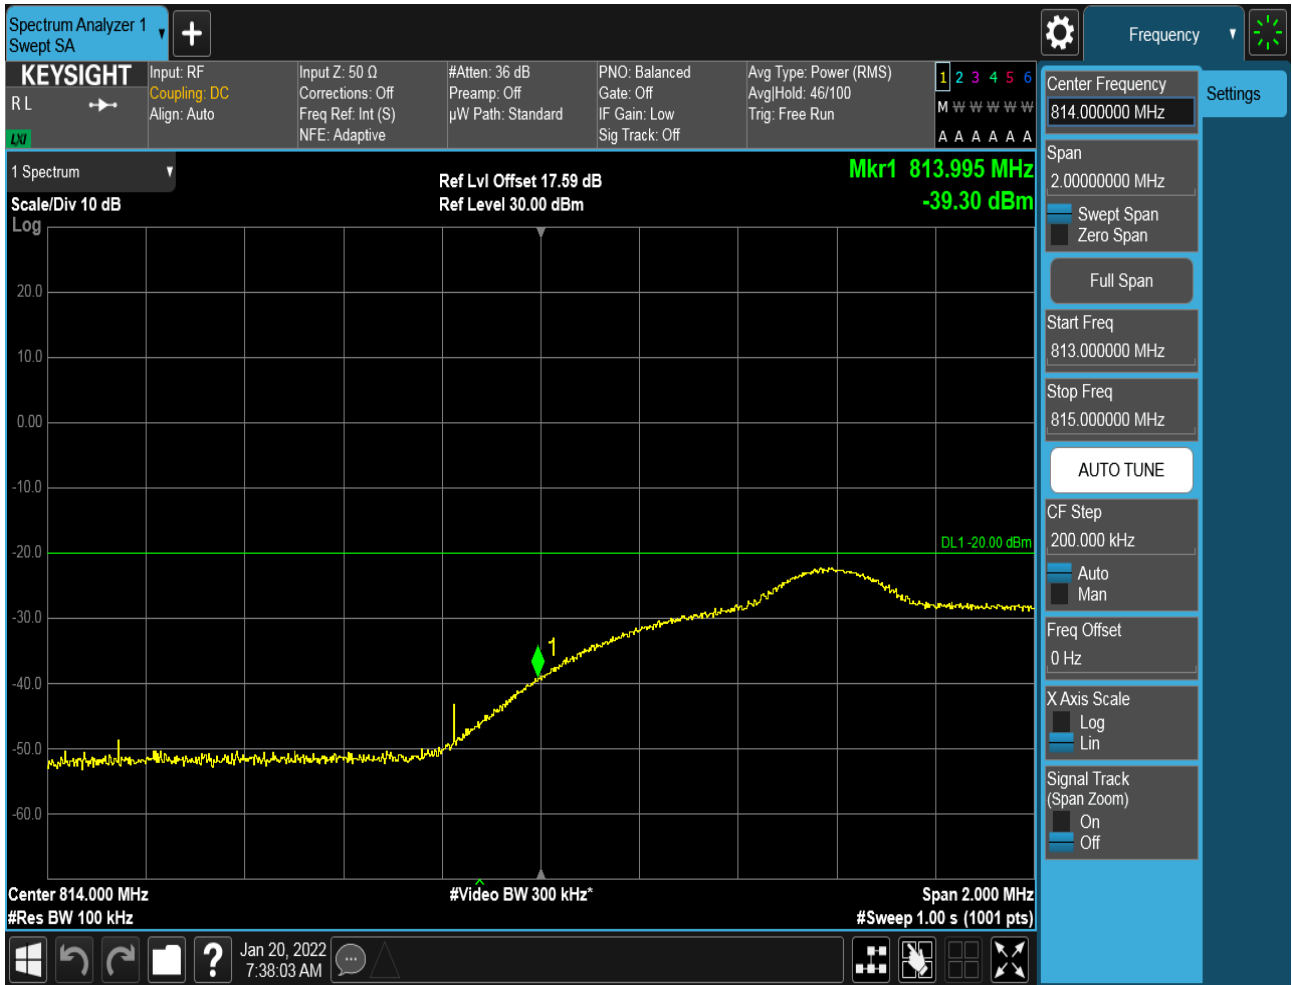 Spectrum Analyzer 1
Swept SA
Frequency
KEYSIGHT
R L
LXI
Input: RF
Coupling: DC
Align: Auto
Input Z: 50 Ω
Corrections: Off
Freq Ref: Int (S)
NFE: Adaptive
#Atten: 36 dB
Preamp: Off
µW Path: Standard
PNO: Balanced
Gate: Off
IF Gain: Low
Sig Track: Off
Avg Type: Power (RMS)
Avg|Hold: 46/100
Trig: Free Run
1 2 3 4 5 6
M W W W W W
A A A A A A
1 Spectrum
Scale/Div 10 dB
Log
Ref Lvl Offset 17.59 dB
Ref Level 30.00 dBm
Mkr1 813.995 MHz
-39.30 dBm
20.0
10.0
0.00
-10.0
-20.0
-30.0
-40.0
-50.0
-60.0
DL1 -20.00 dBm
1
Center 814.000 MHz
#Res BW 100 kHz
#Video BW 300 kHz*
Span 2.000 MHz
#Sweep 1.00 s (1001 pts)
Jan 20, 2022
7:38:03 AM
Center Frequency
814.000000 MHz
Settings
Span
2.00000000 MHz
Swept Span
Zero Span
Full Span
Start Freq
813.000000 MHz
Stop Freq
815.000000 MHz
AUTO TUNE
CF Step
200.000 kHz
Auto
Man
Freq Offset
0 Hz
X Axis Scale
Log
Lin
Signal Track
(Span Zoom)
On
Off